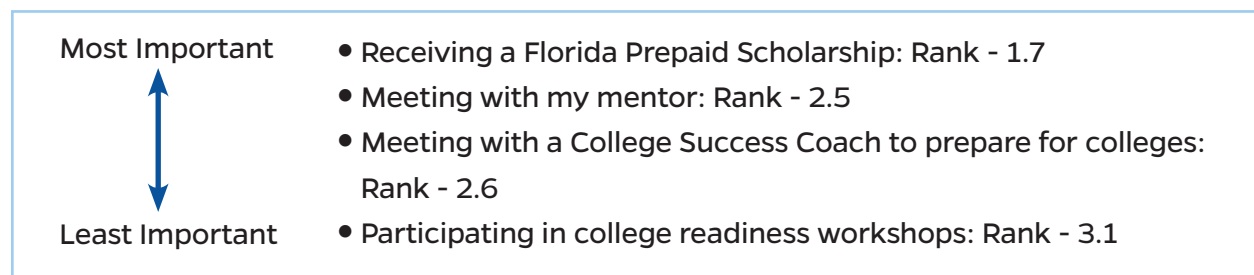 Most Important
• Receiving a Florida Prepaid Scholarship: Rank - 1.7
• Meeting with my mentor: Rank - 2.5
• Meeting with a College Success Coach to prepare for colleges:
Rank - 2.6
Least Important
• Participating in college readiness workshops: Rank - 3.1